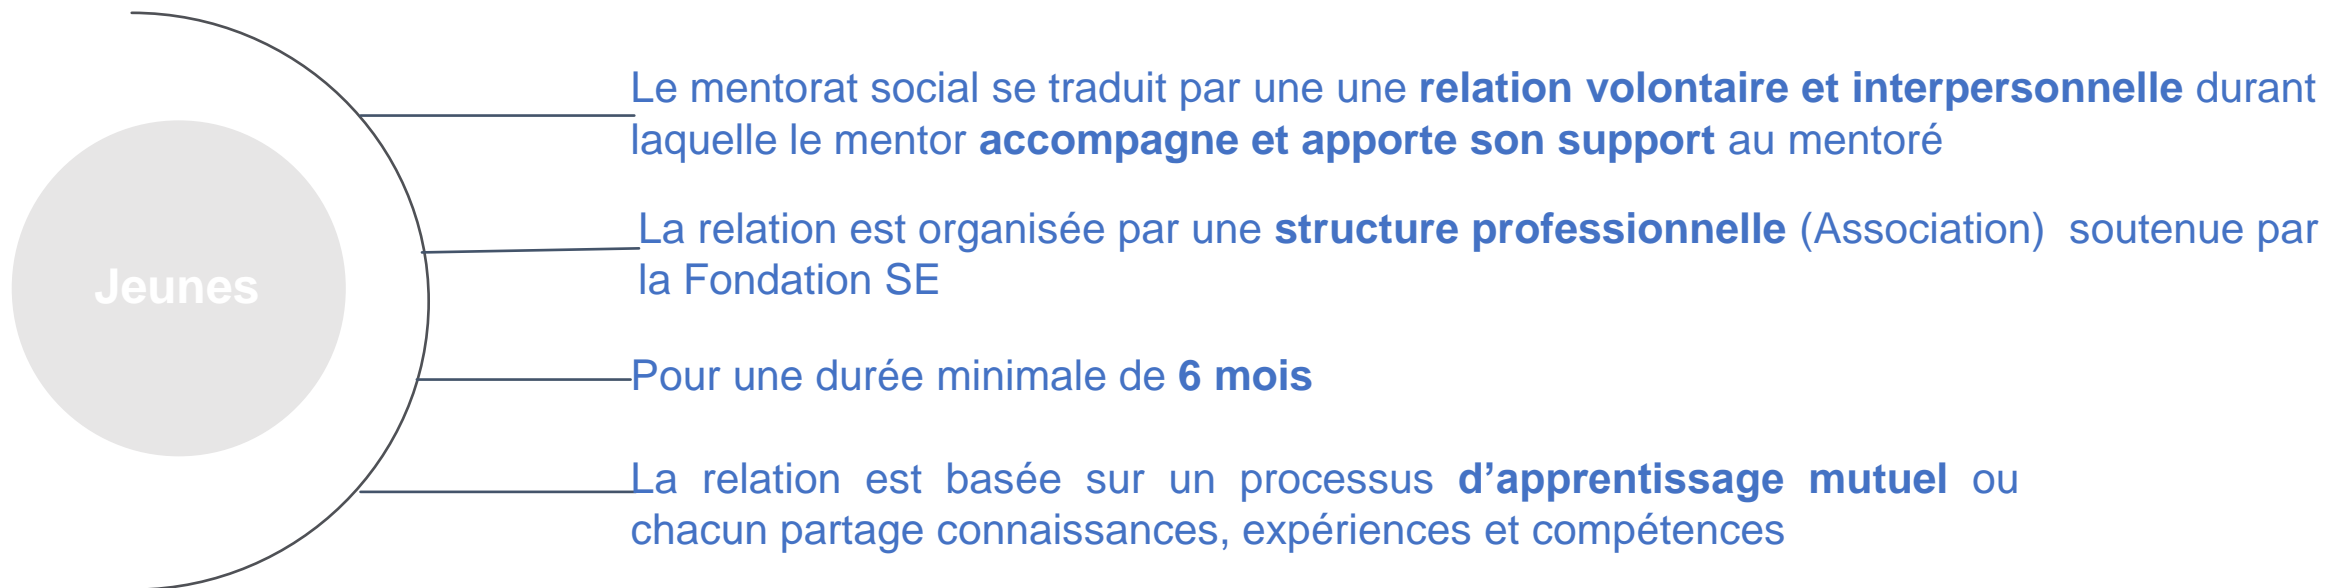 Le mentorat social se traduit par une une relation volontaire et interpersonnelle durant
laquelle le mentor accompagne et apporte son support au mentoré
La relation est organisée par une structure professionnelle (Association)  soutenue par
la Fondation SE
Jeunes
Pour une durée minimale de 6 mois
La relation est basée sur un processus d’apprentissage mutuel ou
chacun partage connaissances, expériences et compétences